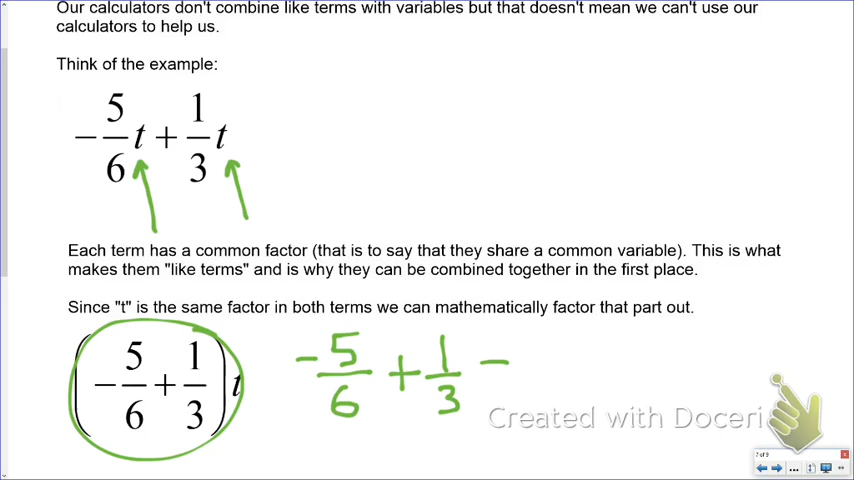 Our calculators don't combine like terms with variables but that doesn't mean we can't use our
calculators to help us.
Think of the example:
−5/6 t + 1/3 t
Each term has a common factor (that is to say that they share a common variable). This is what
makes them "like terms" and is why they can be combined together in the first place.
Since "t" is the same factor in both terms we can mathematically factor that part out.
(−5/6 + 1/3) t −5/6 + 1/3 −
Created with Doceri
7 of 9